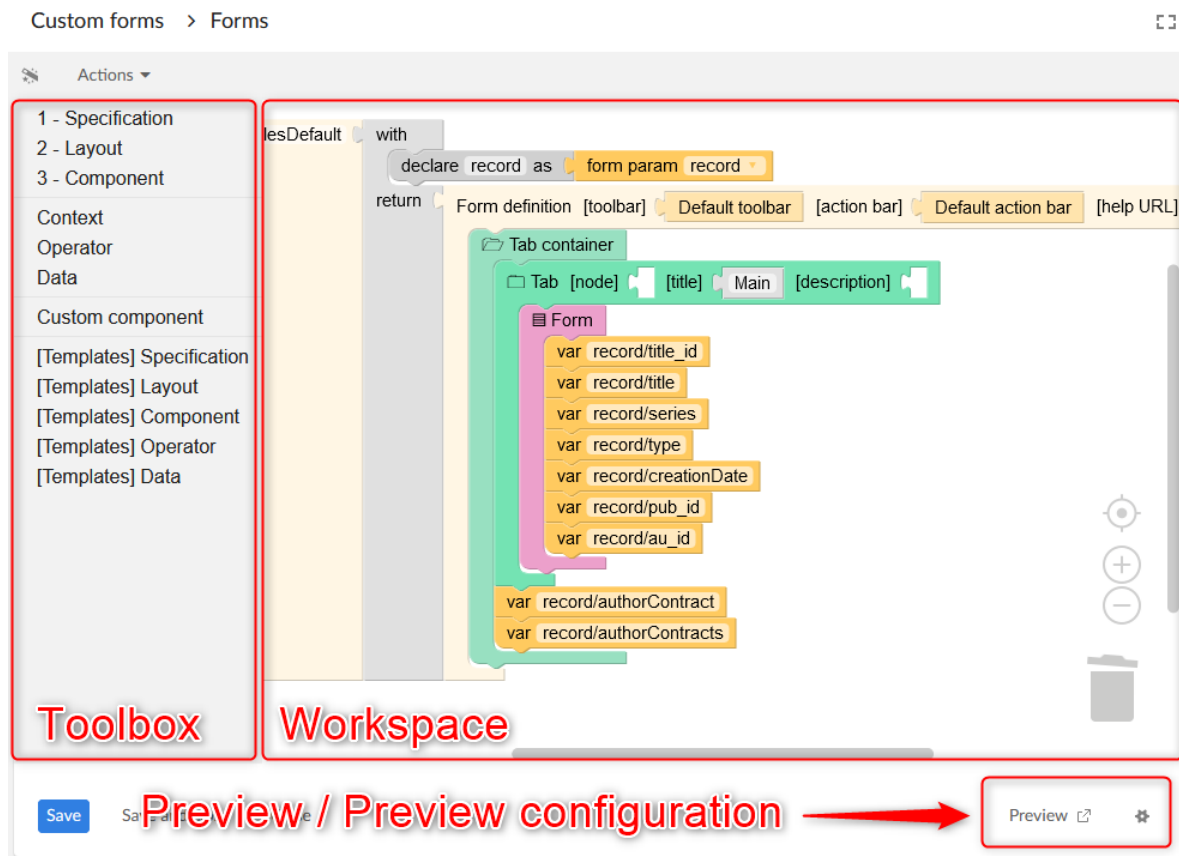 Custom forms > Forms
Actions
1 - Specification
2 - Layout
3 - Component
Context
Operator
Data
Custom component
[Templates] Specification
[Templates] Layout
[Templates] Component
[Templates] Operator
[Templates] Data
Toolbox
lesDefault with
declare record as form param record
return Form definition [toolbar] Default toolbar [action bar] Default action bar [help URL]
Tab container
Tab [node] [title] Main [description]
Form
var record/title_id
var record/title
var record/series
var record/type
var record/creationDate
var record/pub_id
var record/au_id
var record/authorContract
var record/authorContracts
Workspace
Save
Preview / Preview configuration
Preview